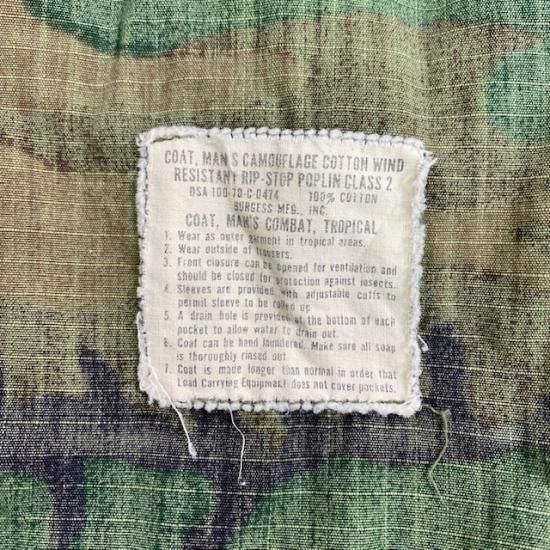 COAT, MAN'S CAMOUFLAGE COTTON WIND
RESISTANT RIP-STOP POPLIN CLASS 2
DSA 100-70-C-0474 100% COTTON
BURGESS MFG., INC.
COAT, MAN'S COMBAT, TROPICAL
1. Wear as outer garment in tropical areas.
2. Wear outside of trousers.
3. Front closure can be opened for ventilation and
should be closed for protection against insects.
4. Sleeves are provided with adjustable cuffs to
permit sleeve to be rolled up.
5. A drain hole is provided at the bottom of each
pocket to allow water to drain out.
6. Coat can be hand laundered. Make sure all soap
is thoroughly rinsed out.
7. Coat is made longer than normal in order that
Load Carrying Equipment does not cover pockets.